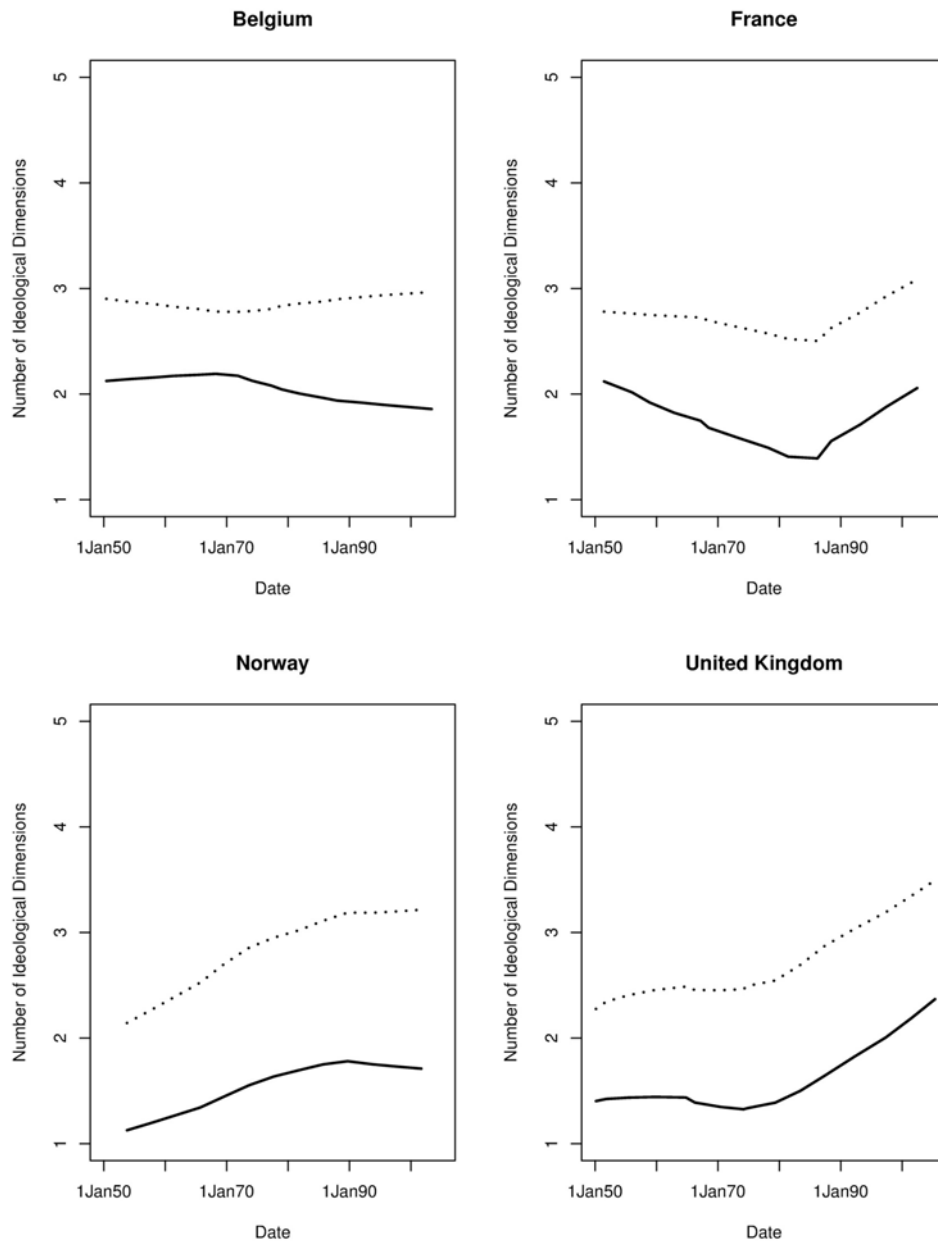 Belgium
Number of Ideological Dimensions
5
4
3
2
1
1Jan50
1Jan70
1Jan90
Date
France
Number of Ideological Dimensions
5
4
3
2
1
1Jan50
1Jan70
1Jan90
Date
Norway
Number of Ideological Dimensions
5
4
3
2
1
1Jan50
1Jan70
1Jan90
Date
United Kingdom
Number of Ideological Dimensions
5
4
3
2
1
1Jan50
1Jan70
1Jan90
Date